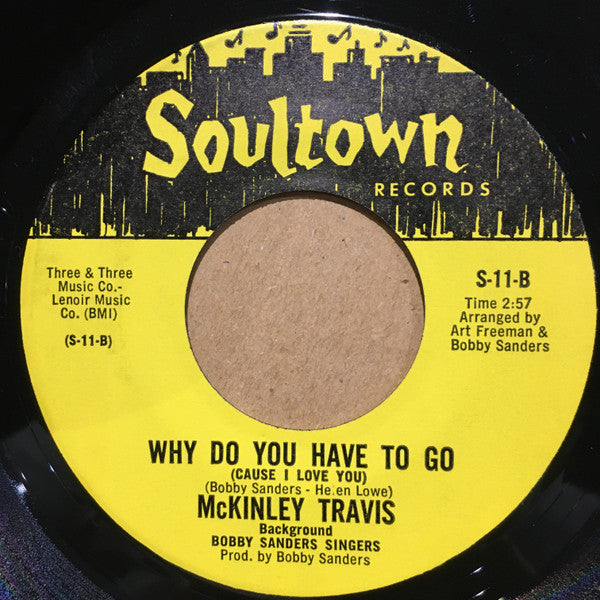 Soultown
RECORDS
Three & Three
Music Co.-
Lenoir Music
Co. (BMI)
(S-11-B)
S-11-B
Time 2:57
Arranged by
Art Freeman &
Bobby Sanders
WHY DO YOU HAVE TO GO
(CAUSE I LOVE YOU)
(Bobby Sanders - He.en Lowe)
McKINLEY TRAVIS
Background
BOBBY SANDERS SINGERS
Prod. by Bobby Sanders